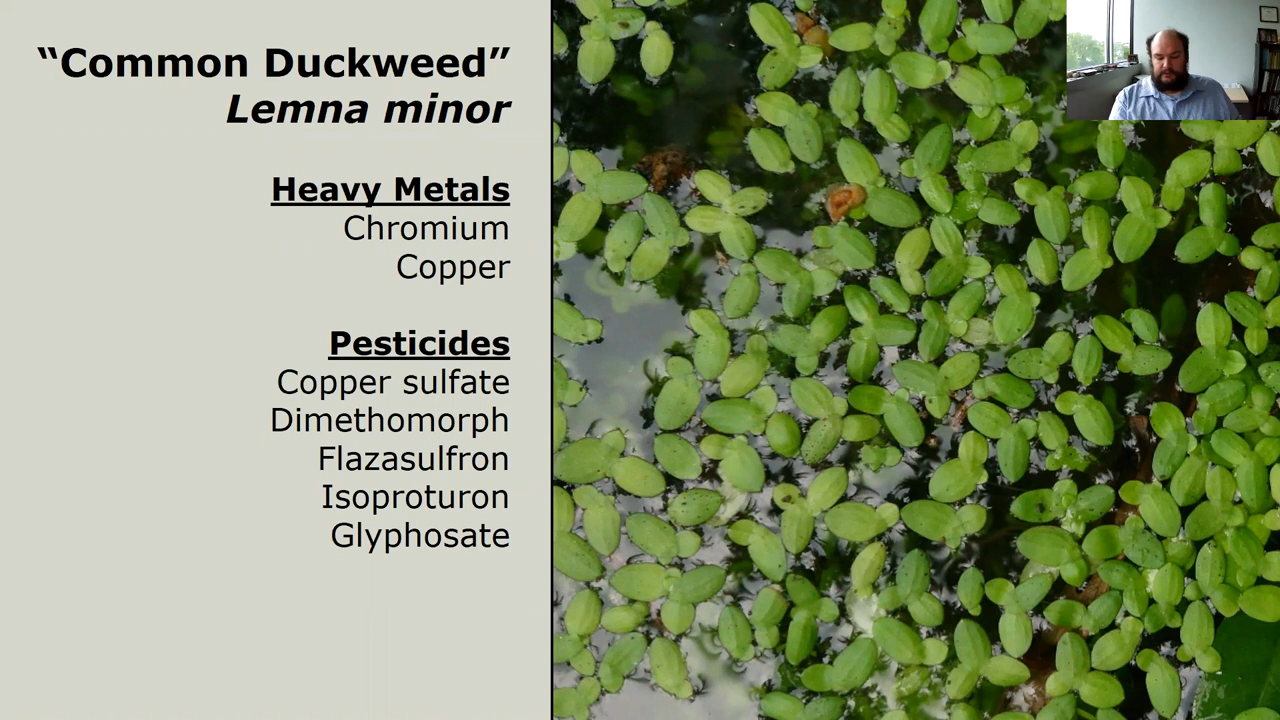 “Common Duckweed”
Lemna minor
Heavy Metals
Chromium
Copper
Pesticides
Copper sulfate
Dimethomorph
Flazasulfron
Isoproturon
Glyphosate